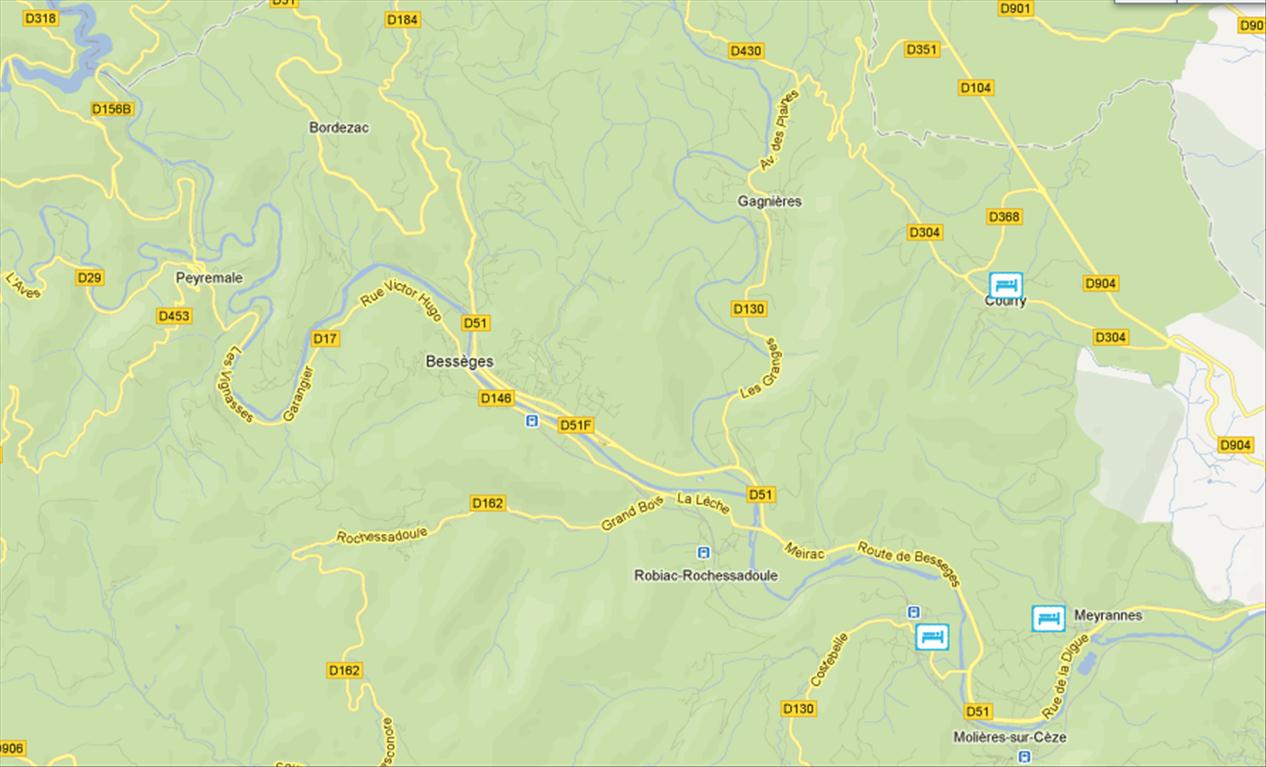 D318
D51
D184
D901
D90
D430
D351
D104
D156B
Bordezac
Av. des Plaines
Gagnières
D368
D304
L'Aves
D29
Peyremale
D453
Rue Victor Hugo
D17
D51
D130
Courry
D904
D304
Les Vignasses
Garangier
Bessèges
Les Granges
D146
D51F
D904
D162
Grand Bois
La Lèche
D51
Rochessadoule
Meirac
Route de Besseges
Robiac-Rochessadoule
Meyrannes
Costebelle
Rue de la Digue
D162
D130
D51
Molières-sur-Cèze
D906
esconore